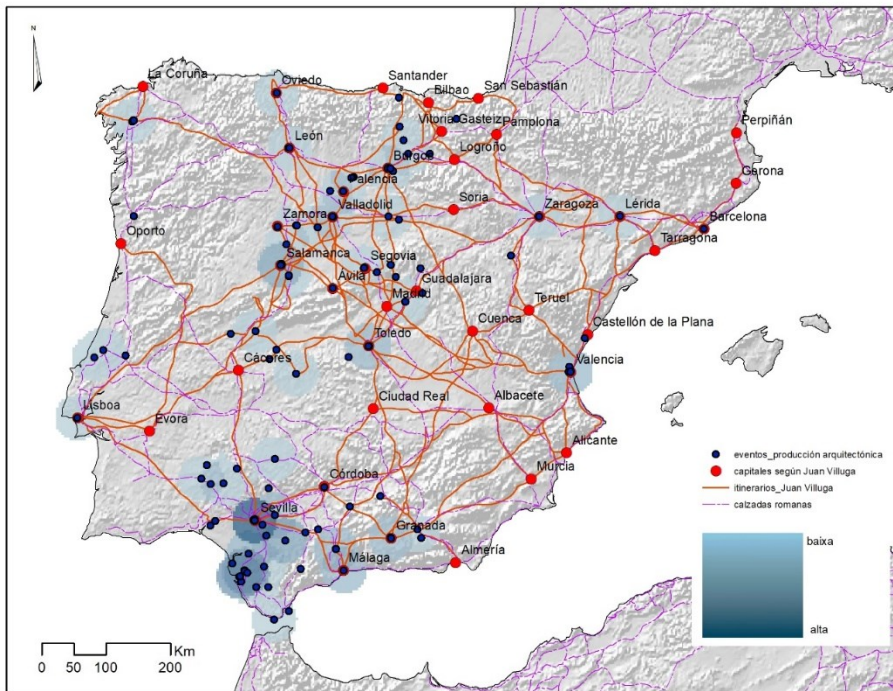 N
La Coruña
Oviedo
Santander
San Sebastián
Bilbao
Vitoria-Gasteiz
Pamplona
León
Logroño
Burgos
Perpiñán
Palencia
Gerona
Soria
Valladolid
Zaragoza
Lérida
Zamora
Barcelona
Oporto
Tarragona
Segovia
Salamanca
Guadalajara
Avila
Madrid
Teruel
Cuenca
Castellón de la Plana
Toledo
Valencia
Cáceres
Ciudad Real
Albacete
Lisboa
Evora
Alicante
Murcia
Córdoba
Sevilla
Granada
Málaga
Almería
eventos_producción arquitectónica
capitales según Juan Villuga
itinerarios_Juan Villuga
calzadas romanas
baixa
alta
Km
0 50 100 200